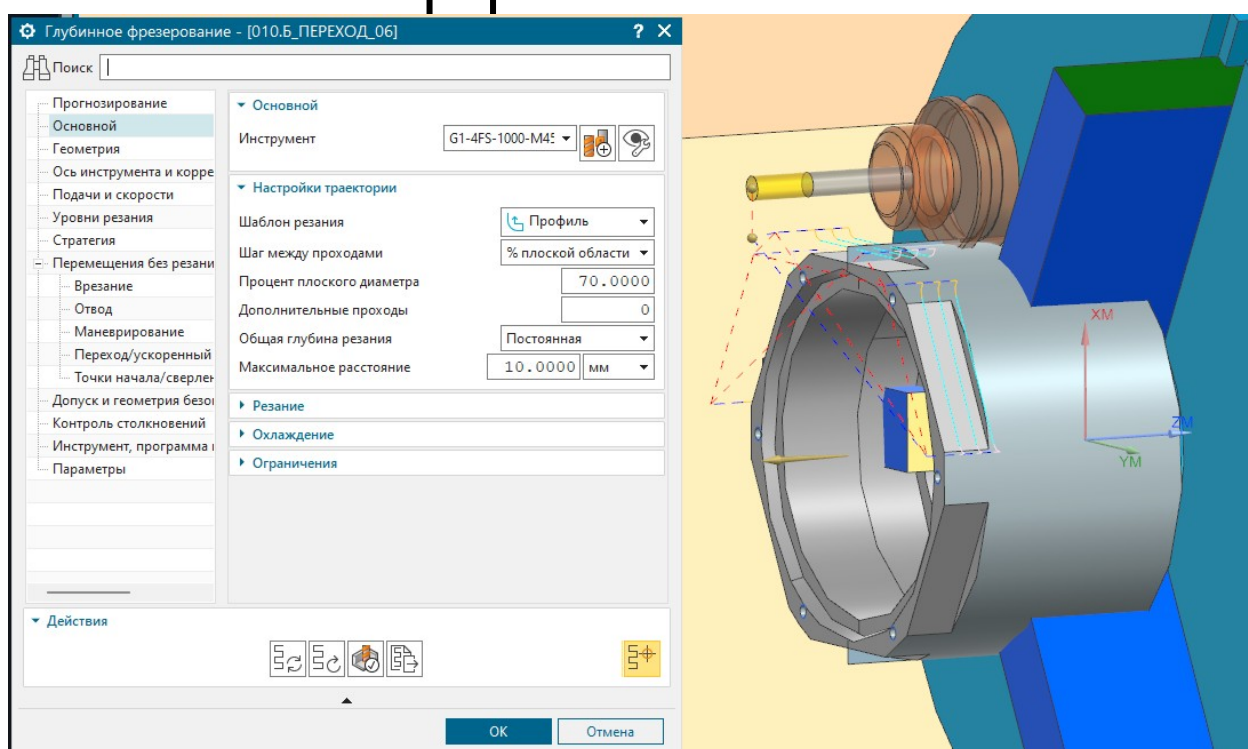 Глубинное фрезерование - [010.Б_ПЕРЕХОД_06] ? ×
Поиск
Прогнозирование
Основной
Геометрия
Ось инструмента и корре
Подачи и скорости
Уровни резания
Стратегия
Перемещения без резани
Врезание
Отвод
Маневрирование
Переход/ускоренный
Точки начала/сверлен
Допуск и геометрия безо
Контроль столкновений
Инструмент, программа
Параметры
Основной
Инструмент G1-4FS-1000-M45
Настройки траектории
Шаблон резания Профиль
Шаг между проходами % плоской области
Процент плоского диаметра 70.0000
Дополнительные проходы 0
Общая глубина резания Постоянная
Максимальное расстояние 10.0000 мм
Резание
Охлаждение
Ограничения
Действия
OK Отмена
XM
ZM
YM